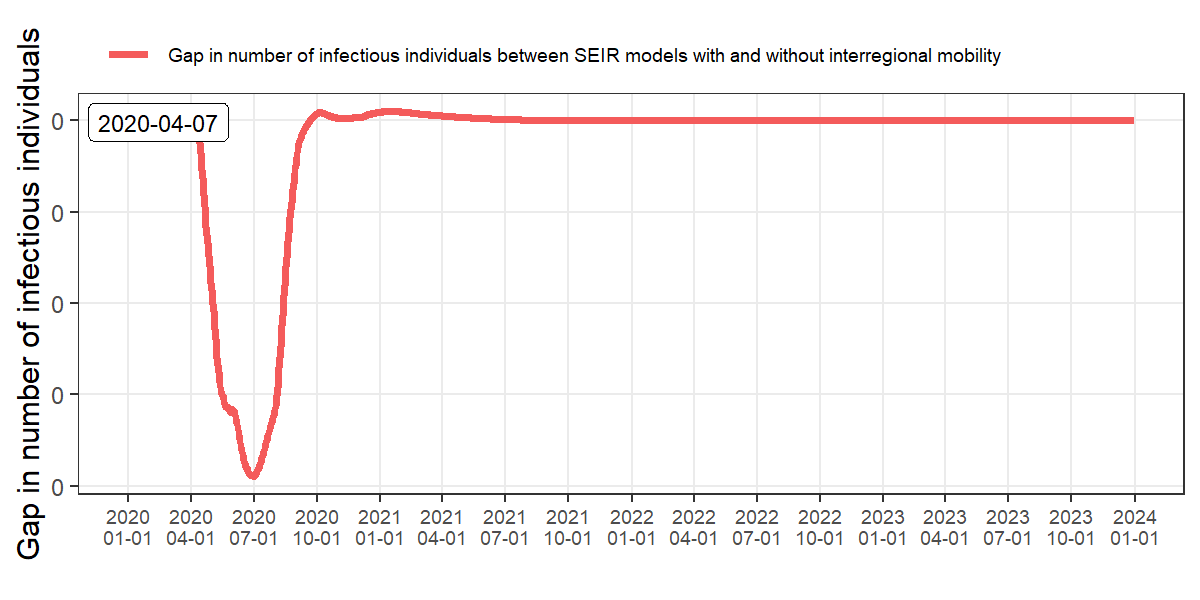 Gap in number of infectious individuals between SEIR models with and without interregional mobility
Gap in number of infectious individuals
2020-04-07
0
0
0
0
0
2020 2020 2020 2020 2021 2021 2021 2021 2022 2022 2022 2022 2023 2023 2023 2023 2024
01-01 04-01 07-01 10-01 01-01 04-01 07-01 10-01 01-01 04-01 07-01 10-01 01-01 04-01 07-01 10-01 01-01